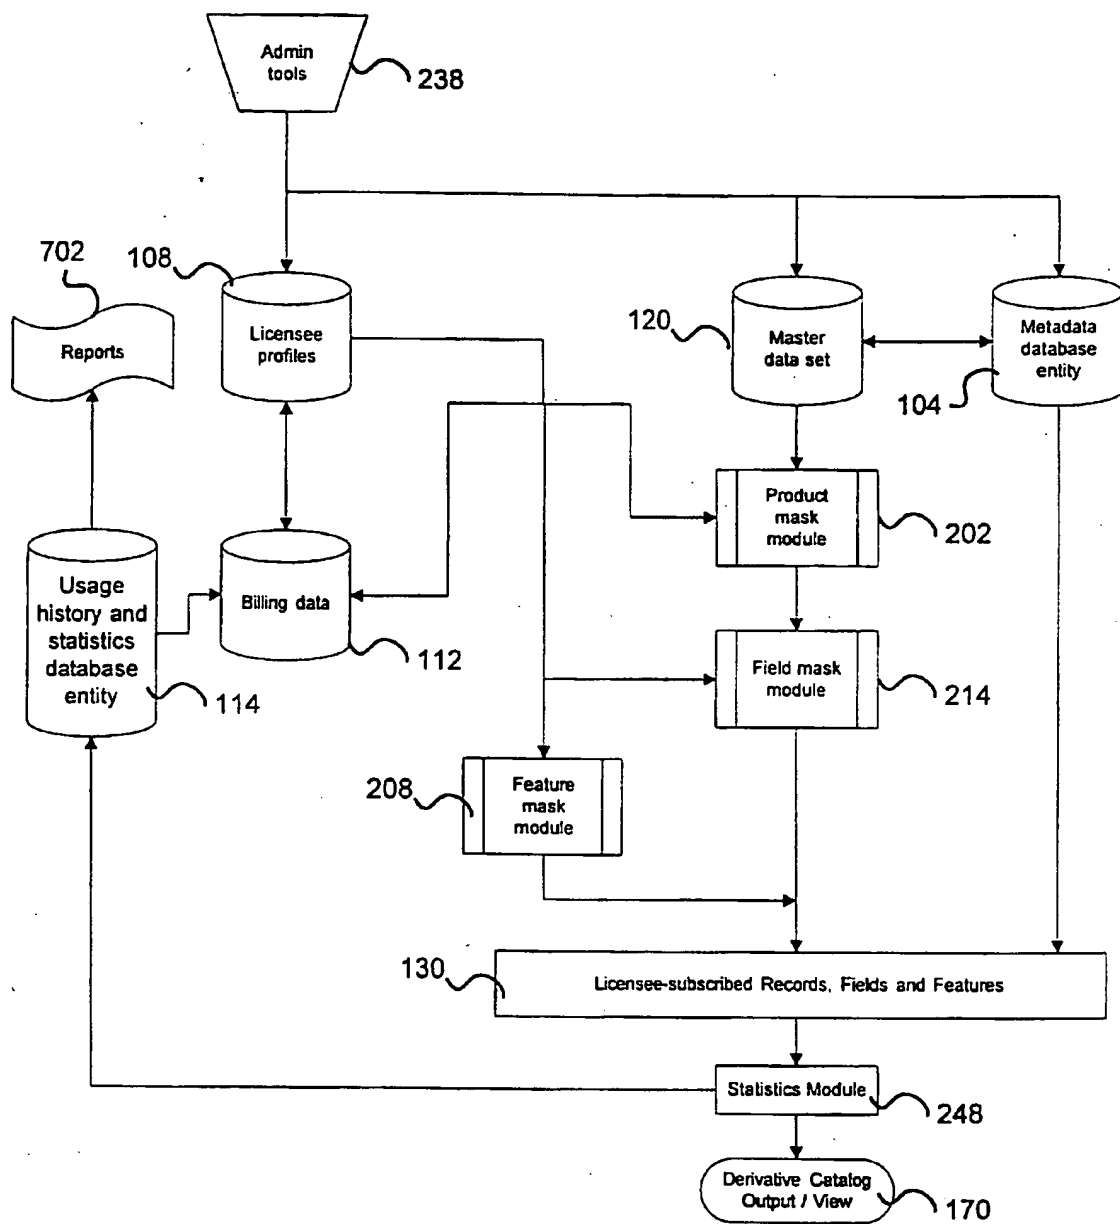 Admin
tools
238
702
108
Reports
Licensee
profiles
120
Master
data set
Metadata
database
entity
104
Product
mask
module
202
Usage
history and
statistics
database
entity
114
Billing data
112
Field mask
module
214
208
Feature
mask
module
130
Licensee-subscribed Records, Fields and Features
Statistics Module
248
Derivative Catalog
Output / View
170